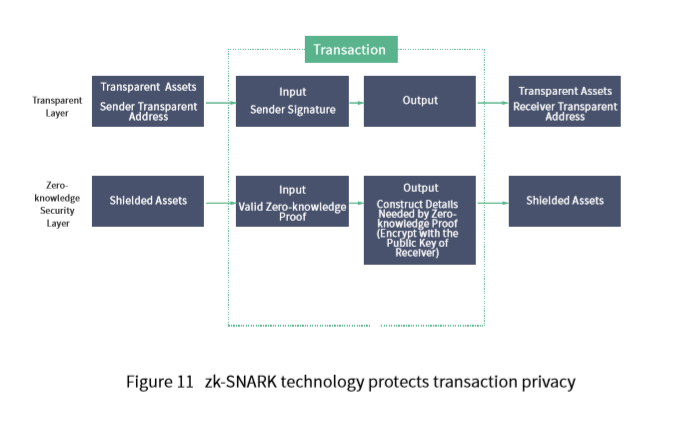 Transaction
Transparent
Layer
Transparent Assets
Sender Transparent
Address
Input
Sender Signature
Output
Transparent Assets
Receiver Transparent
Address
Zero-
knowledge
Security
Layer
Shielded Assets
Input
Valid Zero-knowledge
Proof
Output
Construct Details
Needed by Zero-
knowledge Proof
(Encrypt with the
Public Key of
Receiver)
Shielded Assets
Figure 11 zk-SNARK technology protects transaction privacy